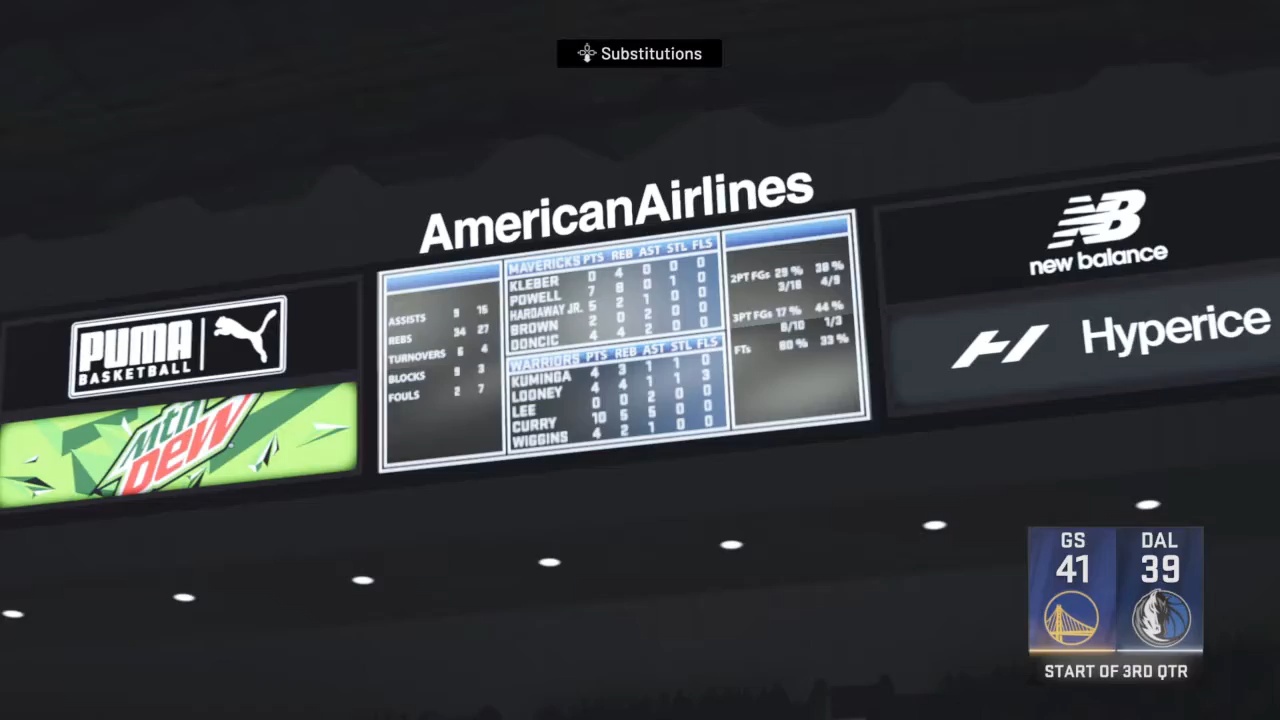 Substitutions
AmericanAirlines
PUMA
BASKETBALL
mtn
DEW
new balance
Hyperice
ASSISTS 9 15
REBS 34 27
TURNOVERS 6 4
BLOCKS 9 3
FOULS 2 7
MAVERICKS PTS REB AST STL FLS
KLEBER 0 4 0 0 0
POWELL 7 8 0 1 0
HARDAWAY JR. 5 2 1 0 0
BROWN 2 0 2 0 0
DONCIC 4 4 2 0 0
WARRIORS PTS REB AST STL FLS
KUMINGA 4 3 1 1 0
LOONEY 4 4 1 1 3
LEE 0 0 2 0 0
CURRY 10 5 5 0 0
WIGGINS 4 2 1 0 0
2PT FGs 29 % 38 %
3/18 4/9
3PT FGs 17 % 44 %
8/10 1/3
FTs 80 % 33 %
GS DAL
41 39
START OF 3RD QTR